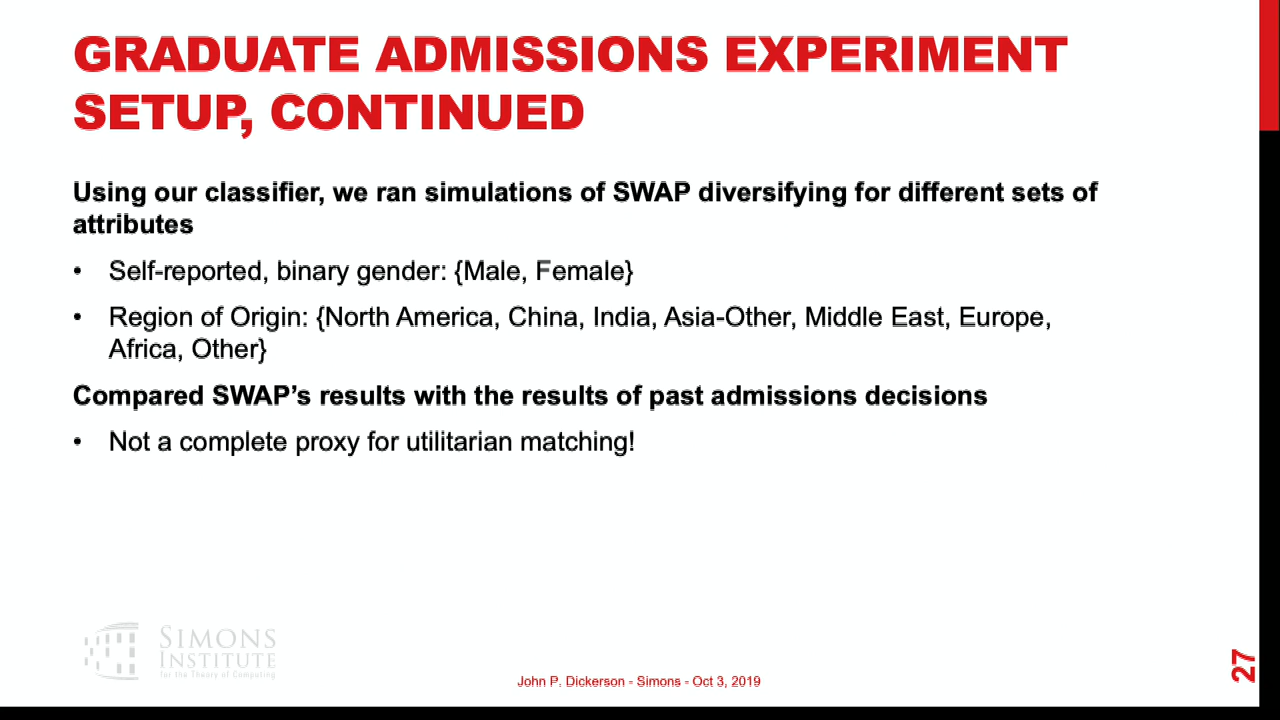 GRADUATE ADMISSIONS EXPERIMENT
SETUP, CONTINUED
Using our classifier, we ran simulations of SWAP diversifying for different sets of
attributes
• Self-reported, binary gender: {Male, Female}
• Region of Origin: {North America, China, India, Asia-Other, Middle East, Europe,
Africa, Other}
Compared SWAP’s results with the results of past admissions decisions
• Not a complete proxy for utilitarian matching!
SIMONS
INSTITUTE
for the Theory of Computing
John P. Dickerson - Simons - Oct 3, 2019
27